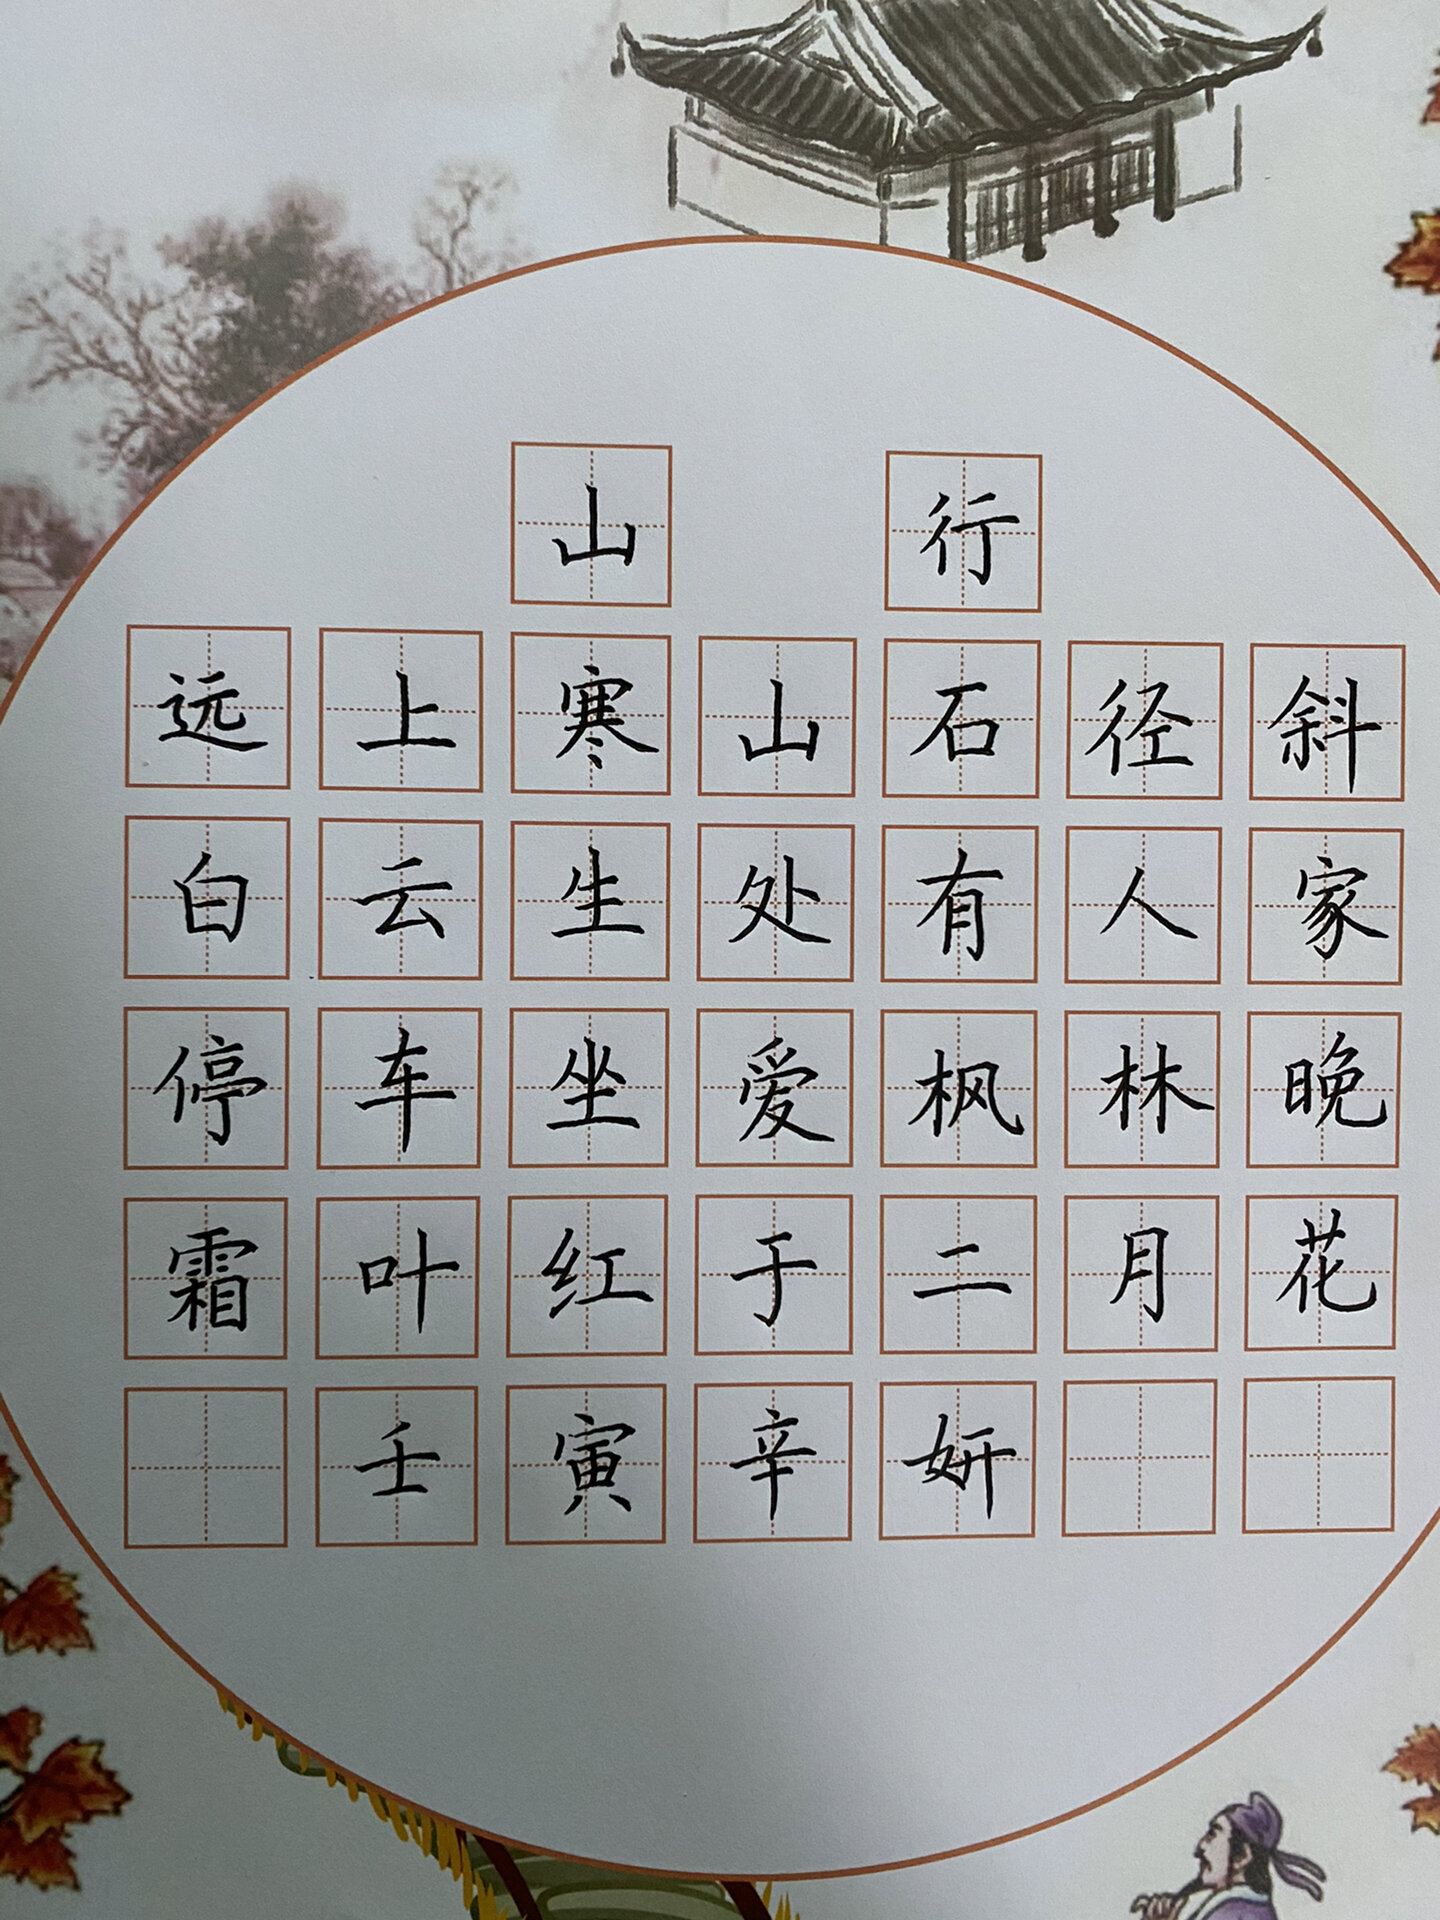 山行
远上寒山石径斜
白云生处有人家
停车坐爱枫林晚
霜叶红于二月花
壬寅辛妍